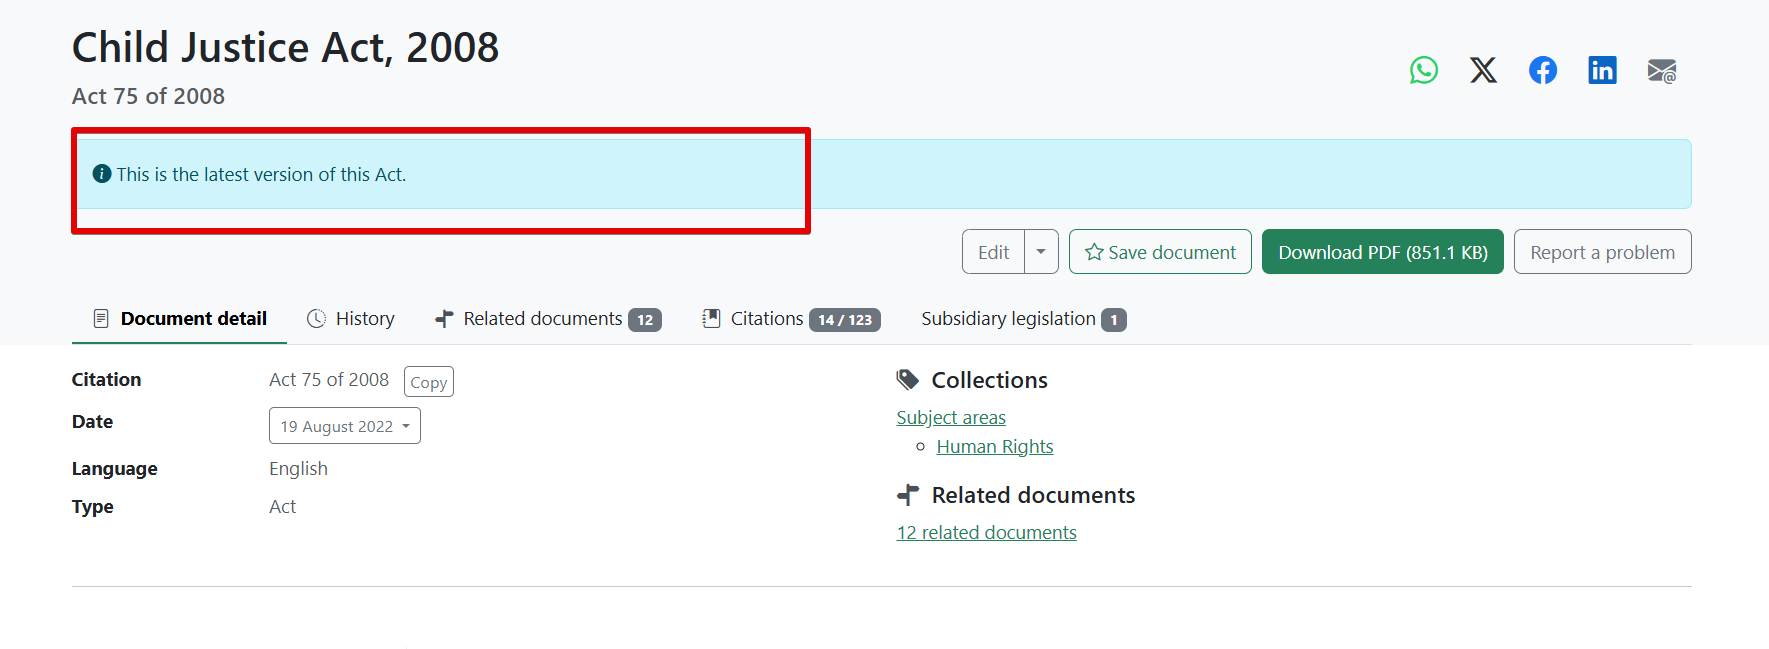 Child Justice Act, 2008
Act 75 of 2008
This is the latest version of this Act.
Edit Save document Download PDF (851.1 KB) Report a problem
Document detail History Related documents 12 Citations 14 / 123 Subsidiary legislation 1
Citation Act 75 of 2008 Copy
Date 19 August 2022
Language English
Type Act
Collections
Subject areas
Human Rights
Related documents
12 related documents